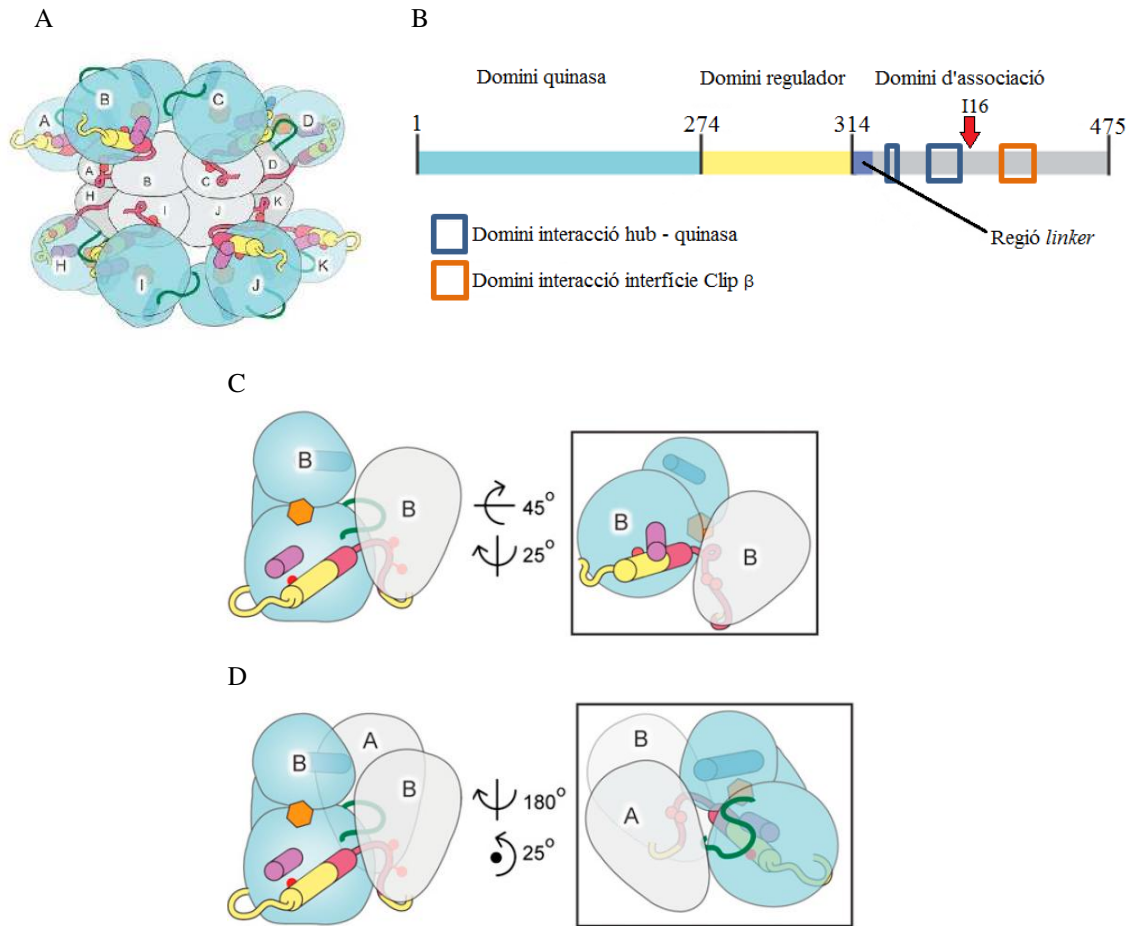 A
B
C
A
D
A
B
C
D
H
I
J
K
H
I
J
K
B
Domini quinasa
Domini regulador
Domini d'associació
I16
1
274
314
475
Regió linker
Domini interacció hub - quinasa
Domini interacció interfície Clip β
C
B
B
45°
25°
B
B
D
B
A
B
180°
25°
B
A